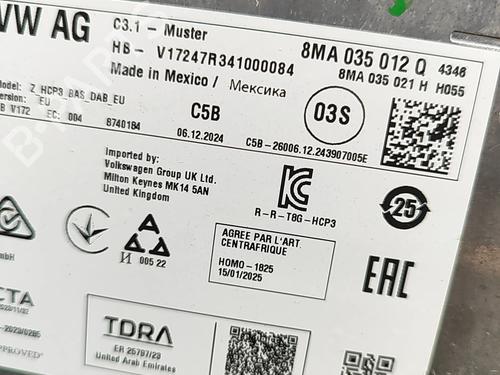 VW AG
C3.1 - Muster
HB - V17247R341000084
Made in Mexico / Мексика
8MA 035 012 Q 4346
8MA 035 021 H H055
Model: Z_HCP3_BAS_DAB_EU
Version: EU
B V172 EC: 004 8740184
C5B
06.12.2024
03S
C5B-26006.12.243907005E
Imported by:
Volkswagen Group UK Ltd.
Milton Keynes MK14 5AN
United Kingdom
R-R-T8G-HCP3
25
И 005 22
AGREE PAR L'ART.
CENTRAFRIQUE
HOMO-1825
15/01/2025
EAC
TDRA
ER 25797/23
United Arab Emirates